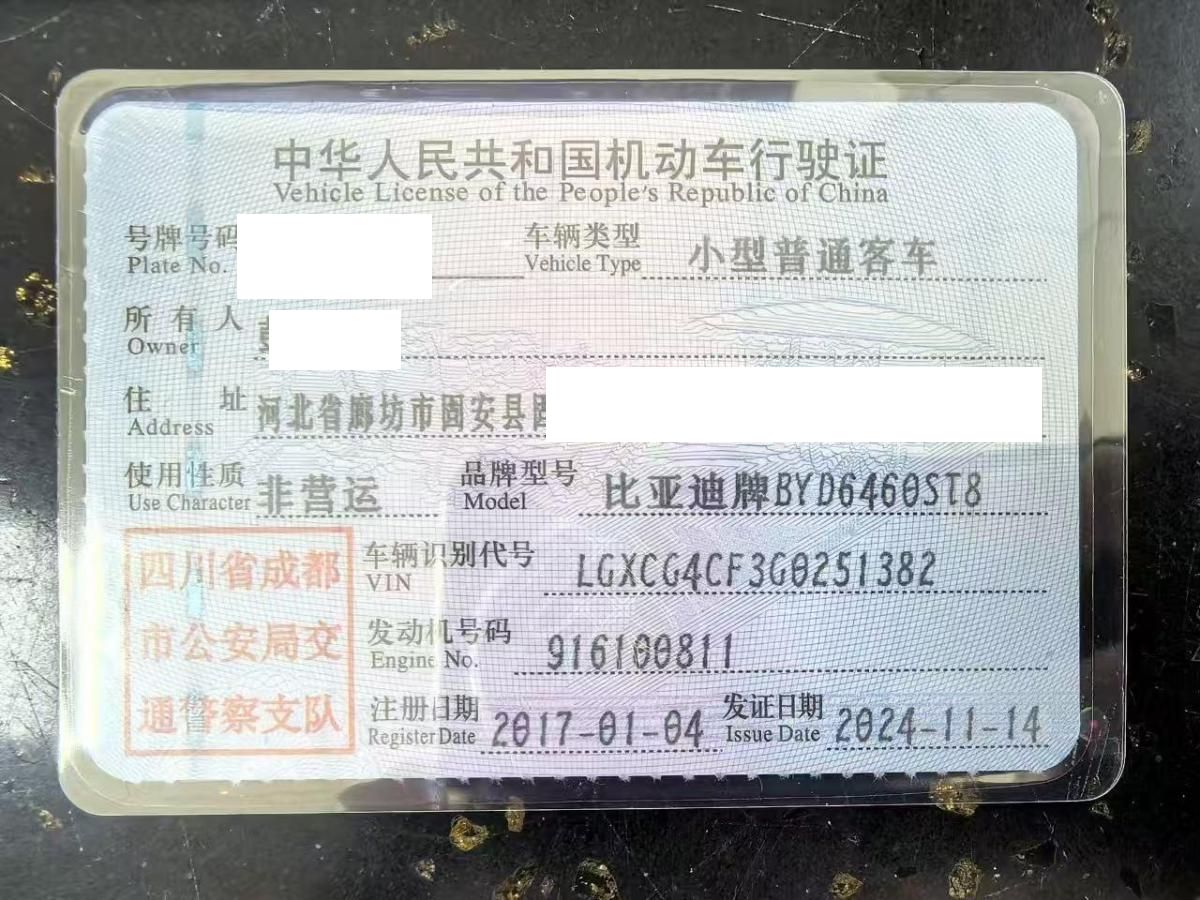 中华人民共和国机动车行驶证
Vehicle License of the People's Republic of China
号牌号码
Plate No.
车辆类型
Vehicle Type
小型普通客车
所有人
Owner
住址
Address
河北省廊坊市固安县
使用性质
Use Character
非营运
品牌型号
Model
比亚迪牌BYD6460ST8
四川省成都
市公安局交
通警察支队
车辆识别代号
VIN
LGXCG4CF3G0251382
发动机号码
Engine No.
916100811
注册日期
Register Date
2017-01-04
发证日期
Issue Date
2024-11-14